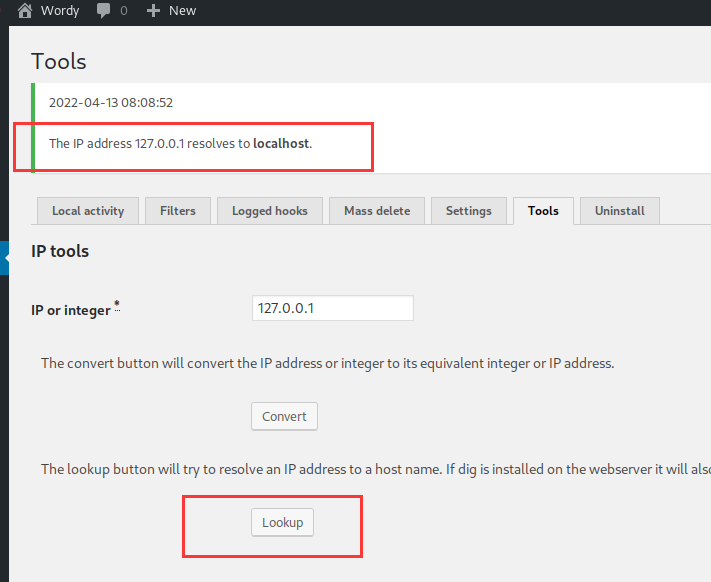 Wordy 0 New
Tools
2022-04-13 08:08:52
The IP address 127.0.0.1 resolves to localhost.
Local activity Filters Logged hooks Mass delete Settings Tools Uninstall
IP tools
IP or integer * 127.0.0.1
The convert button will convert the IP address or integer to its equivalent integer or IP address.
Convert
The lookup button will try to resolve an IP address to a host name. If dig is installed on the webserver it will also
Lookup